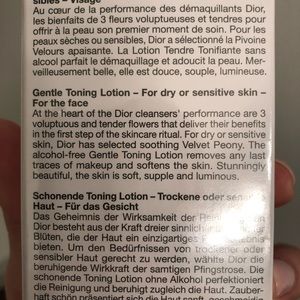 sibles – Visage
Au cœur de la performance des démaquillants Dior,
les bienfaits de 3 fleurs voluptueuses et tendres pour
offrir à la peau son premier moment de soin. Pour les
peaux sèches ou sensibles, Dior a sélectionné la Pivoine
Velours apaisante. La Lotion Tendre Tonifiante sans
alcool parfait le démaquillage et adoucit la peau. Mer-
veilleusement belle, elle est douce, souple, lumineuse.
Gentle Toning Lotion – For dry or sensitive skin –
For the face
At the heart of the Dior cleansers' performance are 3
voluptuous and tender flowers that deliver their benefits
in the first step of the skincare ritual. For dry or sensitive
skin, Dior has selected soothing Velvet Peony. The
alcohol-free Gentle Toning Lotion removes any last
traces of makeup and softens the skin. Stunningly
beautiful, the skin is soft, supple and luminous.
Schonende Toning Lotion – Trockene oder
Haut – Für das Gesicht
Das Geheimnis der Wirksamkeit der
Dior besteht aus der Kraft dreier sinnlicher
Blüten, die der Haut ein einzigartiges
bereiten. Um den Bedürfnissen von trockener oder
sensibler Haut gerecht zu werden, wählte Dior die
beruhigende Wirkkraft der samtigen Pfingstrose. Die
schonende Toning Lotion ohne Alkohol perfektioniert
die Reinigung und beruhigt zugleich die Haut. Zauber-
haft schön präsentiert sie sich sanft, geschmeidig